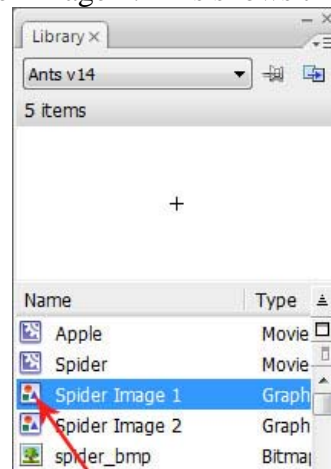 Library ×
Ants v14
5 items
Name Type
Apple Movie
Spider Movie
Spider Image 1 Graph
Spider Image 2 Graph
spider_bmp Bitma